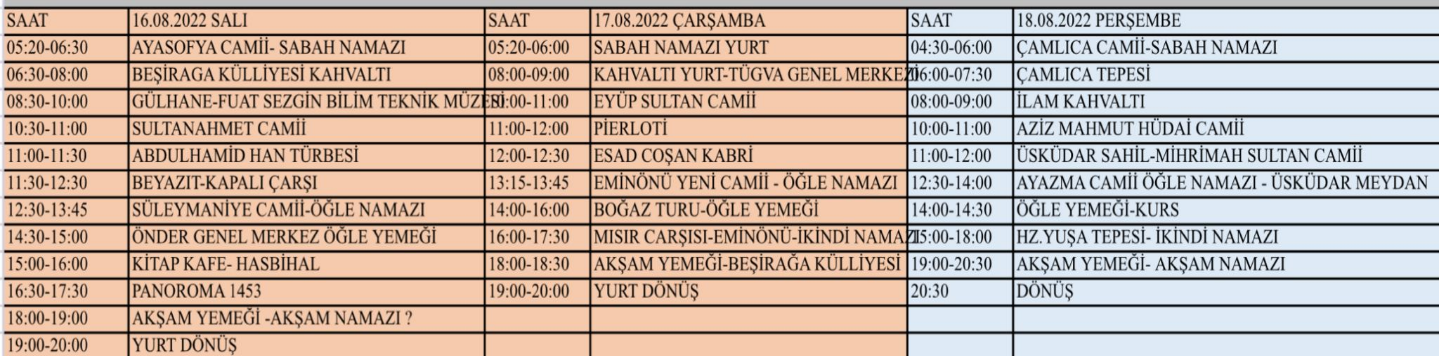 SAAT 16.08.2022 SALI SAAT 17.08.2022 ÇARŞAMBA SAAT 18.08.2022 PERŞEMBE
05:20-06:30 AYASOFYA CAMİİ- SABAH NAMAZI 05:20-06:00 SABAH NAMAZI YURT 04:30-06:00 ÇAMLICA CAMİİ-SABAH NAMAZI
06:30-08:00 BEŞİRAGA KÜLLİYESİ KAHVALTI 08:00-09:00 KAHVALTI YURT-TÜGVA GENEL MERKEZİ 06:00-07:30 ÇAMLICA TEPESİ
08:30-10:00 GÜLHANE-FUAT SEZGİN BİLİM TEKNİK MÜZESİ :00-11:00 EYÜP SULTAN CAMİİ 08:00-09:00 İLAM KAHVALTI
10:30-11:00 SULTANAHMET CAMİİ 11:00-12:00 PİERLOTİ 10:00-11:00 AZİZ MAHMUT HÜDAİ CAMİİ
11:00-11:30 ABDULHAMİD HAN TÜRBESİ 12:00-12:30 ESAD COŞAN KABRİ 11:00-12:00 ÜSKÜDAR SAHİL-MİHRİMAH SULTAN CAMİİ
11:30-12:30 BEYAZIT-KAPALI ÇARŞI 13:15-13:45 EMİNÖNÜ YENİ CAMİİ - ÖĞLE NAMAZI 12:30-14:00 AYAZMA CAMİİ ÖĞLE NAMAZI - ÜSKÜDAR MEYDAN
12:30-13:45 SÜLEYMANİYE CAMİİ-ÖĞLE NAMAZI 14:00-16:00 BOĞAZ TURU-ÖĞLE YEMEĞİ 14:00-14:30 ÖĞLE YEMEĞİ-KURS
14:30-15:00 ÖNDER GENEL MERKEZ ÖĞLE YEMEĞİ 16:00-17:30 MISIR CARŞISI-EMİNÖNÜ-İKİNDİ NAMAZI 15:00-18:00 HZ.YUŞA TEPESİ- İKİNDİ NAMAZI
15:00-16:00 KİTAP KAFE- HASBİHAL 18:00-18:30 AKŞAM YEMEĞİ-BEŞİRAĞA KÜLLİYESİ 19:00-20:30 AKŞAM YEMEĞİ- AKŞAM NAMAZI
16:30-17:30 PANOROMA 1453 19:00-20:00 YURT DÖNÜŞ 20:30 DÖNÜŞ
18:00-19:00 AKŞAM YEMEĞİ -AKŞAM NAMAZI ?
19:00-20:00 YURT DÖNÜŞ